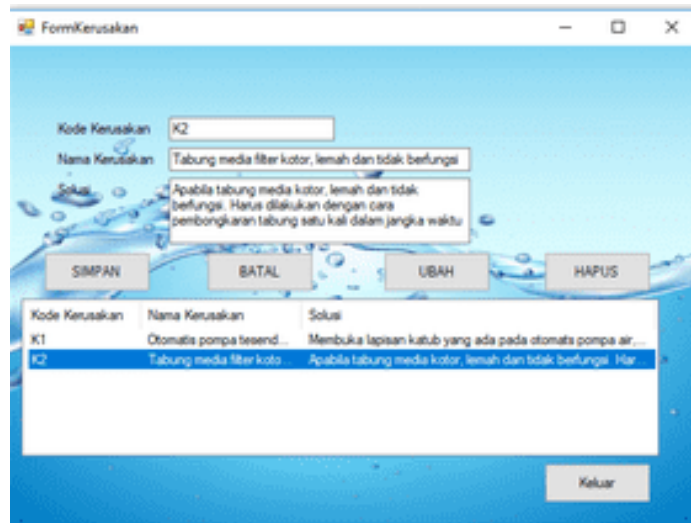 FormKerusakan
Kode Kerusakan K2
Nama Kerusakan Tabung media filter kotor, lemah dan tidak berfungsi
Solusi Apabila tabung media kotor, lemah dan tidak
berfungsi. Harus dilakukan dengan cara
pembongkaran tabung satu kali dalam jangka waktu
SIMPAN BATAL UBAH HAPUS
Kode Kerusakan Nama Kerusakan Solusi
K1 Otomatis pompa tesend... Membuka lapisan katub yang ada pada otomats pompa air,...
K2 Tabung media filter koto... Apabila tabung media kotor, lemah dan tidak berfungsi. Har...
Keluar